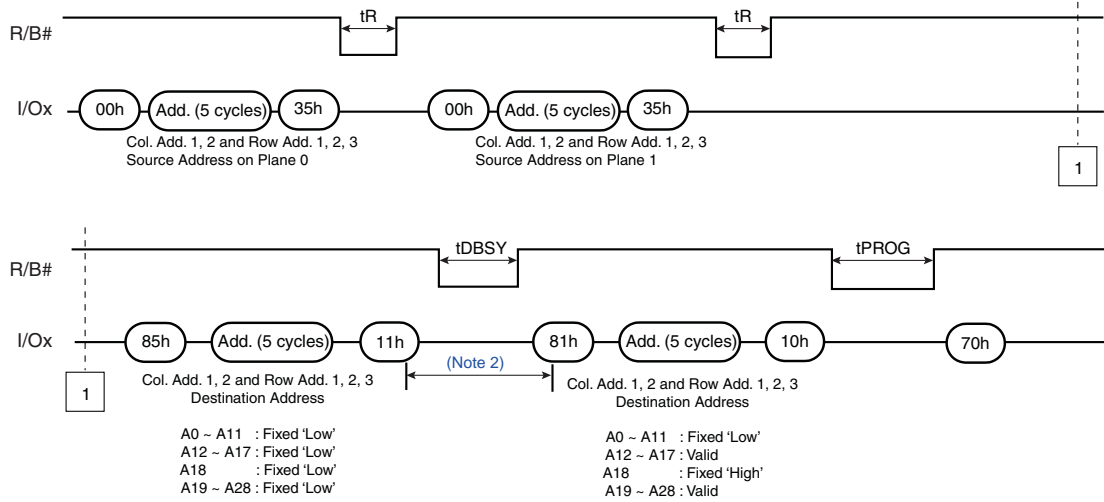 tR tR
R/B#
I/Ox 00h Add. (5 cycles) 35h 00h Add. (5 cycles) 35h
Col. Add. 1, 2 and Row Add. 1, 2, 3
Source Address on Plane 0
Col. Add. 1, 2 and Row Add. 1, 2, 3
Source Address on Plane 1
1
tDBSY tPROG
R/B#
I/Ox 85h Add. (5 cycles) 11h 81h Add. (5 cycles) 10h 70h
(Note 2)
1
Col. Add. 1, 2 and Row Add. 1, 2, 3
Destination Address
A0 ~ A11 : Fixed ‘Low’
A12 ~ A17 : Fixed ‘Low’
A18 : Fixed ‘Low’
A19 ~ A28 : Fixed ‘Low’
Col. Add. 1, 2 and Row Add. 1, 2, 3
Destination Address
A0 ~ A11 : Fixed ‘Low’
A12 ~ A17 : Valid
A18 : Fixed ‘High’
A19 ~ A28 : Valid